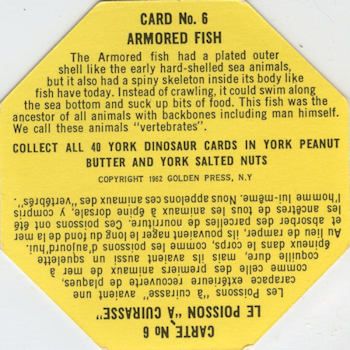 CARD No. 6
ARMORED FISH
The Armored fish had a plated outer
shell like the early hard-shelled sea animals,
but it also had a spiny skeleton inside its body like
fish have today. Instead of crawling, it could swim along
the sea bottom and suck up bits of food. This fish was the
ancestor of all animals with backbones including man himself.
We call these animals "vertebrates".
COLLECT ALL 40 YORK DINOSAUR CARDS IN YORK PEANUT
BUTTER AND YORK SALTED NUTS
COPYRIGHT 1962 GOLDEN PRESS, N.Y
CARTE No 6
LE POISSON "À CUIRASSE"
Les Poissons "à cuirasse" avaient une
carapace extérieure recouverte de plaques,
comme celle des premiers animaux de mer à
coquille dure, mais ils avaient aussi un squelette
épineux dans le corps, comme les poissons d'aujourd'hui.
Au lieu de ramper, ils pouvaient nager le long du fond de la mer
et absorber des parcelles de nourriture. Ces poissons ont été
les ancêtres de tous les animaux à épine dorsale, y compris
l'homme lui-même. Nous appelons ces animaux des "vertébrés".